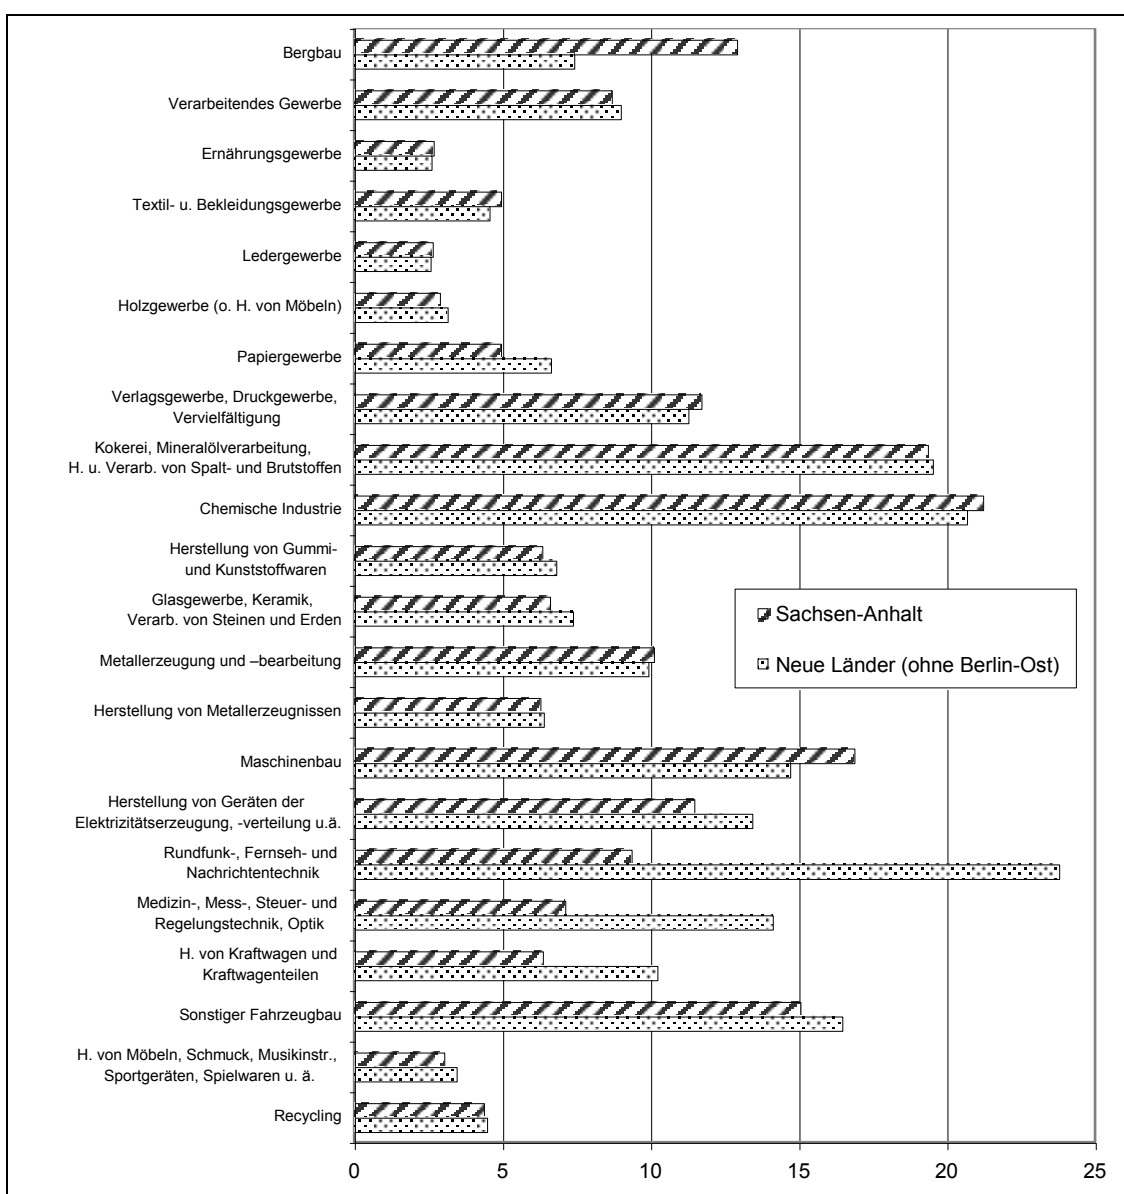 Bergbau
Verarbeitendes Gewerbe
Ernährungsgewerbe
Textil- u. Bekleidungsgewerbe
Ledergewerbe
Holzgewerbe (o. H. von Möbeln)
Papiergewerbe
Verlagsgewerbe, Druckgewerbe,
Vervielfältigung
Kokerei, Mineralölverarbeitung,
H. u. Verarb. von Spalt- und Brutstoffen
Chemische Industrie
Herstellung von Gummi-
und Kunststoffwaren
Glasgewerbe, Keramik,
Verarb. von Steinen und Erden
Metallerzeugung und –bearbeitung
Herstellung von Metallerzeugnissen
Maschinenbau
Herstellung von Geräten der
Elektrizitätserzeugung, -verteilung u.ä.
Rundfunk-, Fernseh- und
Nachrichtentechnik
Medizin-, Mess-, Steuer- und
Regelungstechnik, Optik
H. von Kraftwagen und
Kraftwagenteilen
Sonstiger Fahrzeugbau
H. von Möbeln, Schmuck, Musikinstr.,
Sportgeräten, Spielwaren u. ä.
Recycling
Sachsen-Anhalt
Neue Länder (ohne Berlin-Ost)
0 5 10 15 20 25